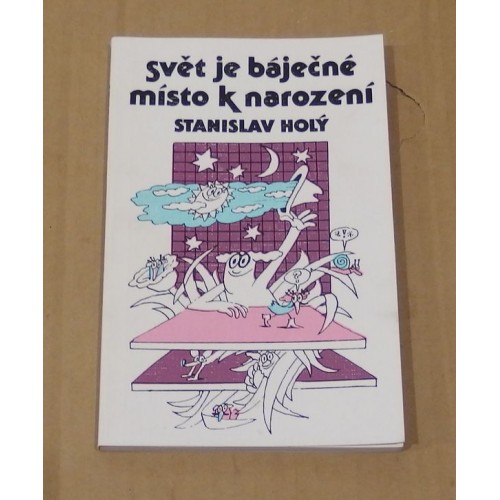 Svět je báječné
místo k narození
STANISLAV HOLÝ
?